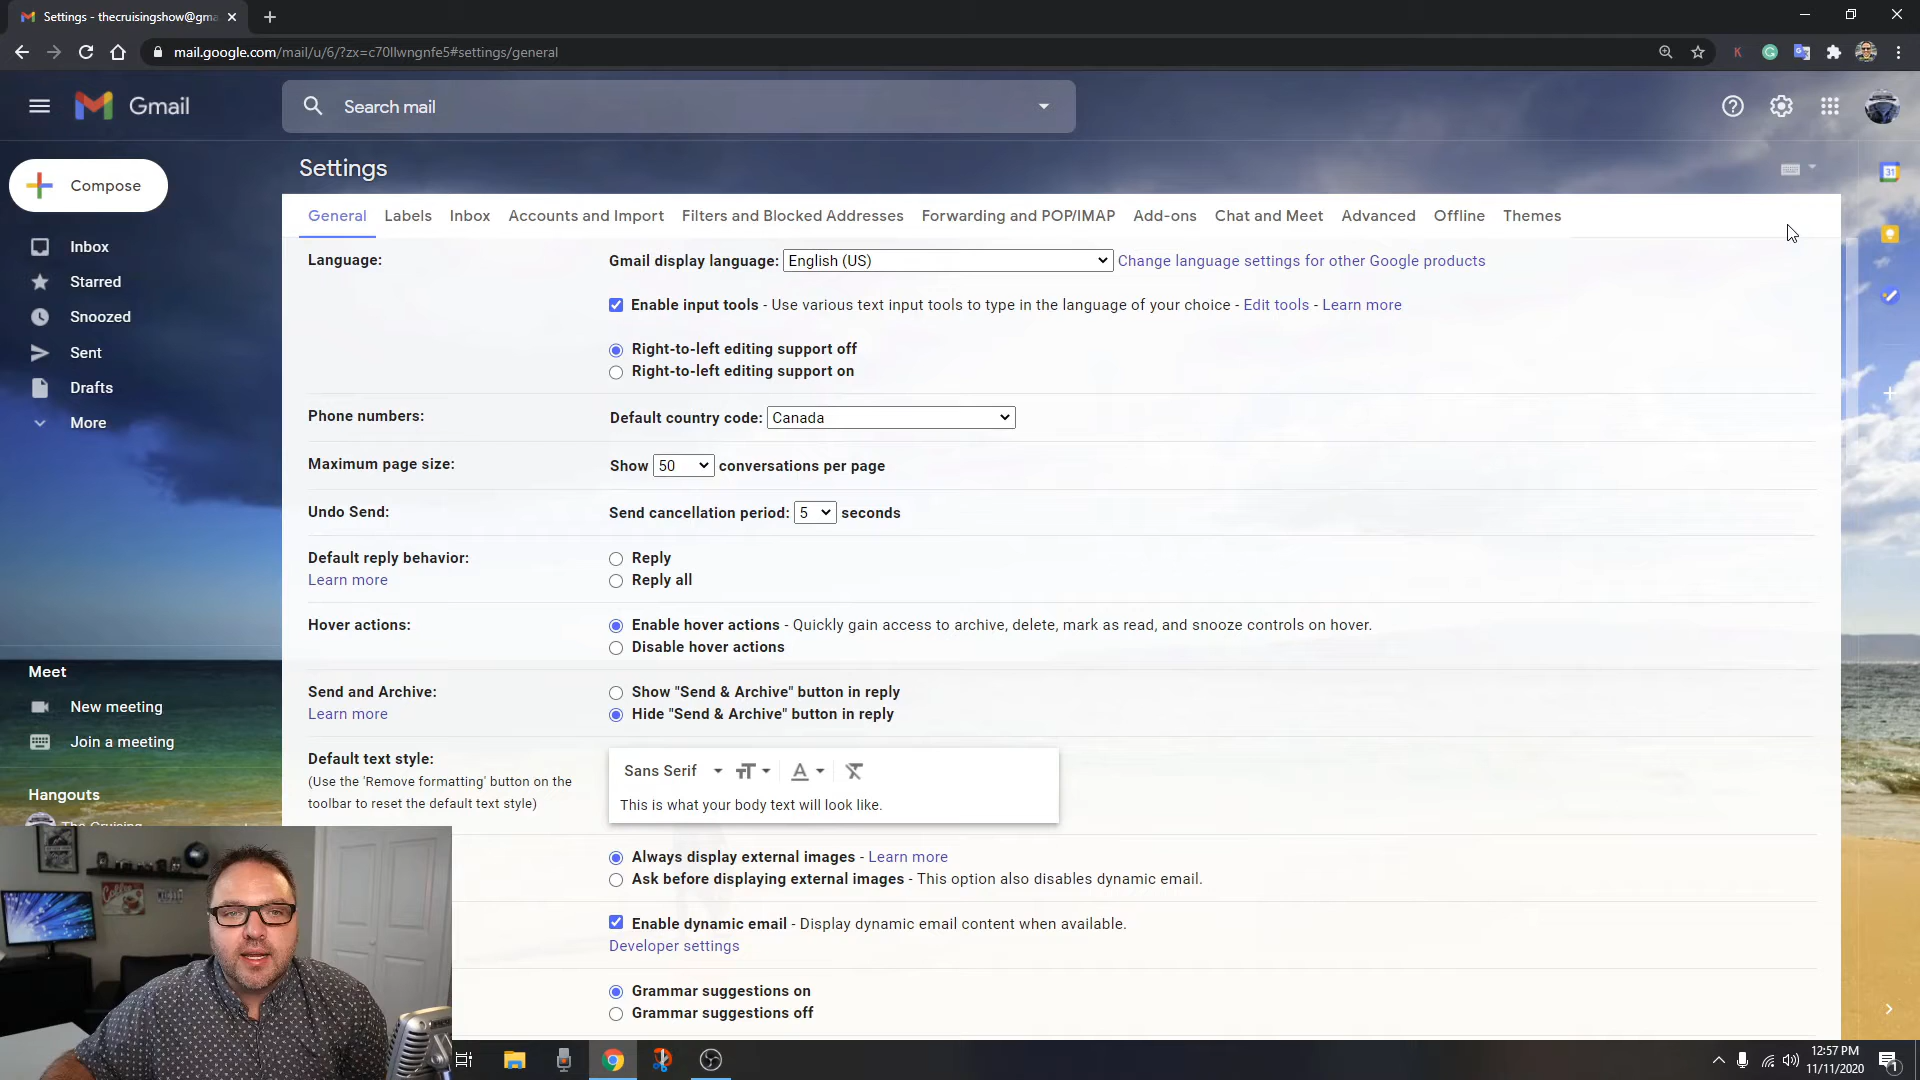 Settings - thecruisingshow@gma
mail.google.com/mail/u/6/?zx=c70llwngnfe5#settings/general
Gmail
Search mail
Settings
Compose
General Labels Inbox Accounts and Import Filters and Blocked Addresses Forwarding and POP/IMAP Add-ons Chat and Meet Advanced Offline Themes
Inbox
Starred
Snoozed
Sent
Drafts
More
Meet
New meeting
Join a meeting
Hangouts
The Cruising
Language:
Gmail display language: English (US) Change language settings for other Google products
Enable input tools - Use various text input tools to type in the language of your choice - Edit tools - Learn more
Right-to-left editing support off
Right-to-left editing support on
Phone numbers:
Default country code: Canada
Maximum page size:
Show 50 conversations per page
Undo Send:
Send cancellation period: 5 seconds
Default reply behavior:
Learn more
Reply
Reply all
Hover actions:
Enable hover actions - Quickly gain access to archive, delete, mark as read, and snooze controls on hover.
Disable hover actions
Send and Archive:
Learn more
Show "Send & Archive" button in reply
Hide "Send & Archive" button in reply
Default text style:
(Use the 'Remove formatting' button on the
toolbar to reset the default text style)
Sans Serif
This is what your body text will look like.
Always display external images - Learn more
Ask before displaying external images - This option also disables dynamic email.
Enable dynamic email - Display dynamic email content when available.
Developer settings
Grammar suggestions on
Grammar suggestions off
31
12:57 PM
11/11/2020
1